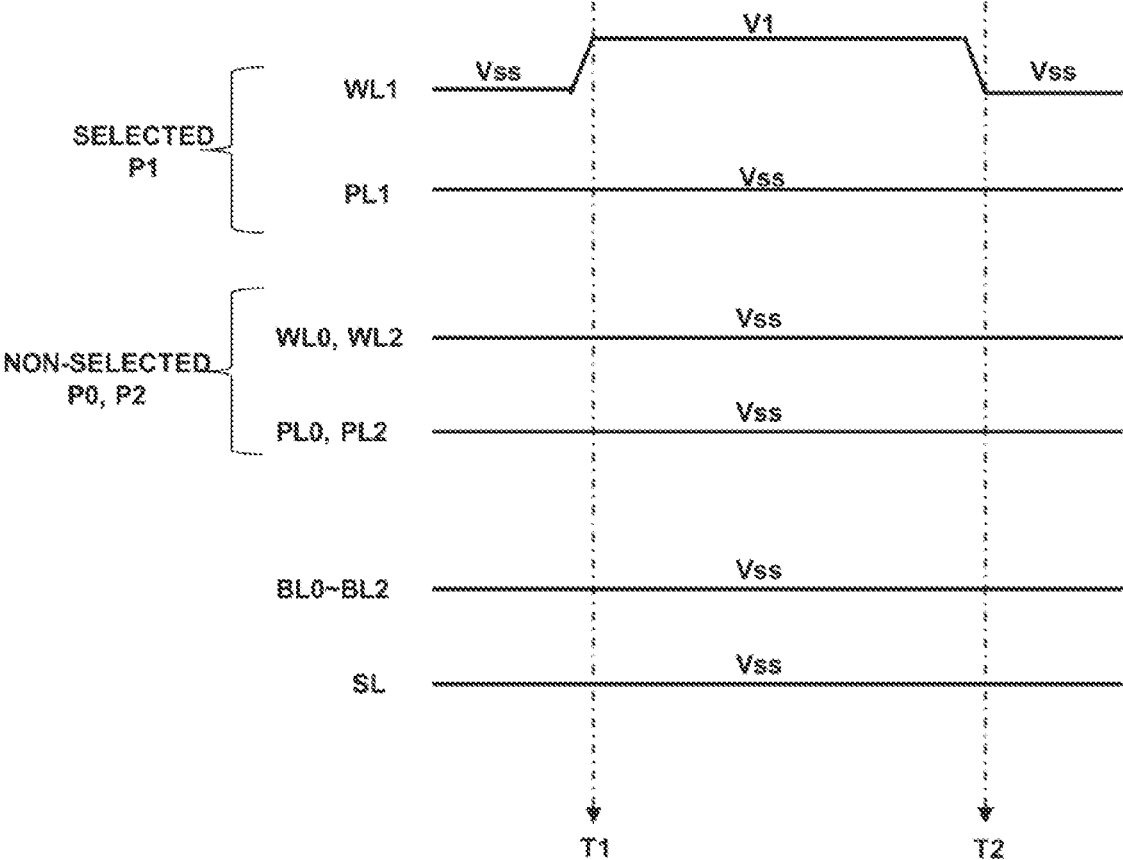 V1
Vss
Vss
WL1
SELECTED
P1
Vss
PL1
Vss
WL0, WL2
NON-SELECTED
P0, P2
Vss
PL0, PL2
Vss
BL0~BL2
Vss
SL
T1
T2